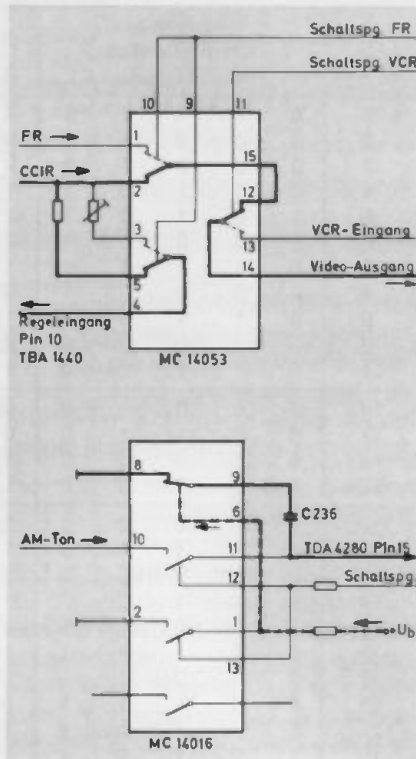 Schaltspg. FR
Schaltspg. VCR
10 9 11
FR
1
15
CCIR
2
12
3
13
VCR-Eingang
5
14
Video-Ausgang
4
Regeleingang
Pin 10
TBA 1440
MC 14053
8
9
6
C236
AM-Ton
10
11
TDA4280 Pin15
12
Schaltspg.
2
1
Ub
13
MC 14016